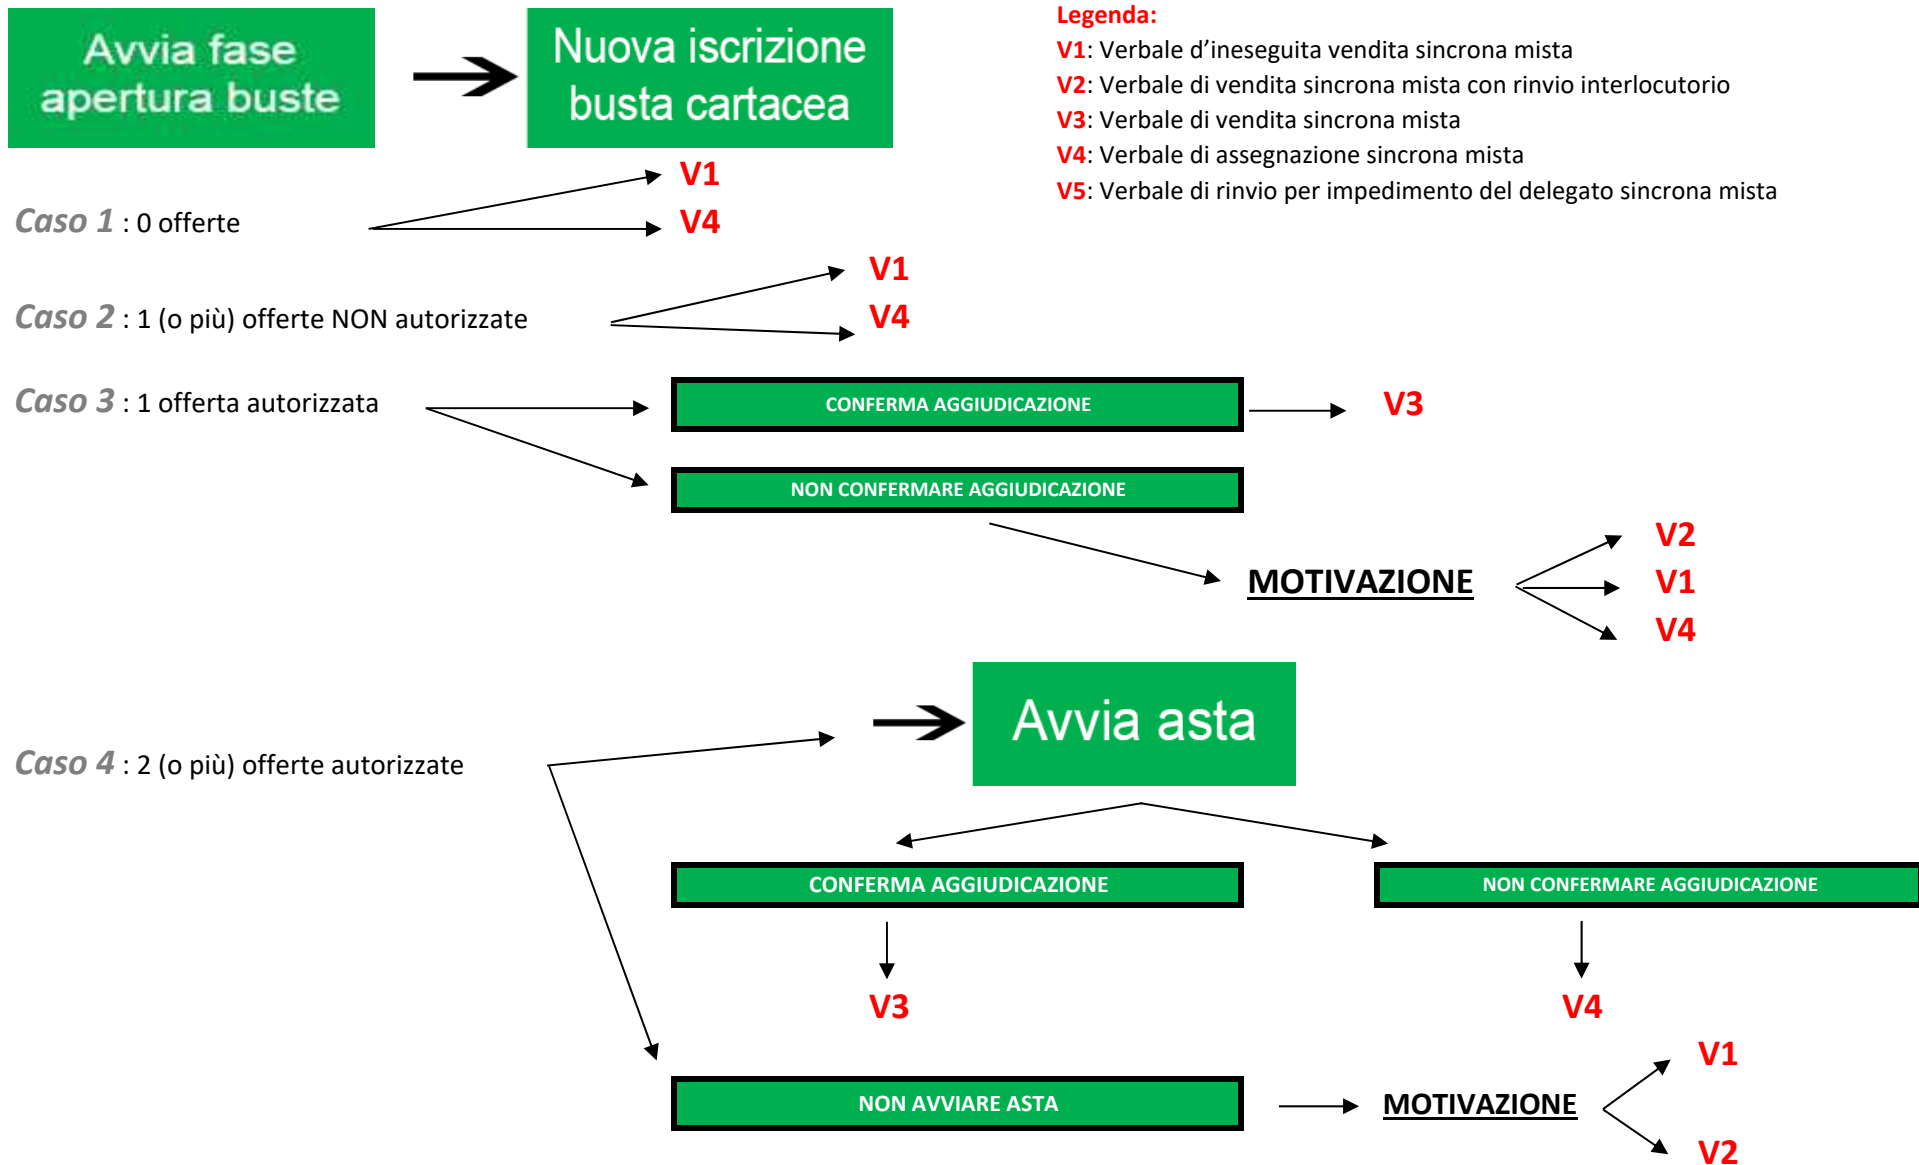 Avvia fase
apertura buste
Nuova iscrizione
busta cartacea
Legenda:
V1: Verbale d'ineseguita vendita sincrona mista
V2: Verbale di vendita sincrona mista con rinvio interlocutorio
V3: Verbale di vendita sincrona mista
V4: Verbale di assegnazione sincrona mista
V5: Verbale di rinvio per impedimento del delegato sincrona mista
Caso 1 : 0 offerte
V1
V4
Caso 2 : 1 (o più) offerte NON autorizzate
V1
V4
Caso 3 : 1 offerta autorizzata
CONFERMA AGGIUDICAZIONE
V3
NON CONFERMARE AGGIUDICAZIONE
MOTIVAZIONE
V2
V1
V4
Caso 4 : 2 (o più) offerte autorizzate
Avvia asta
CONFERMA AGGIUDICAZIONE
NON CONFERMARE AGGIUDICAZIONE
V3
V4
NON AVVIARE ASTA
MOTIVAZIONE
V1
V2